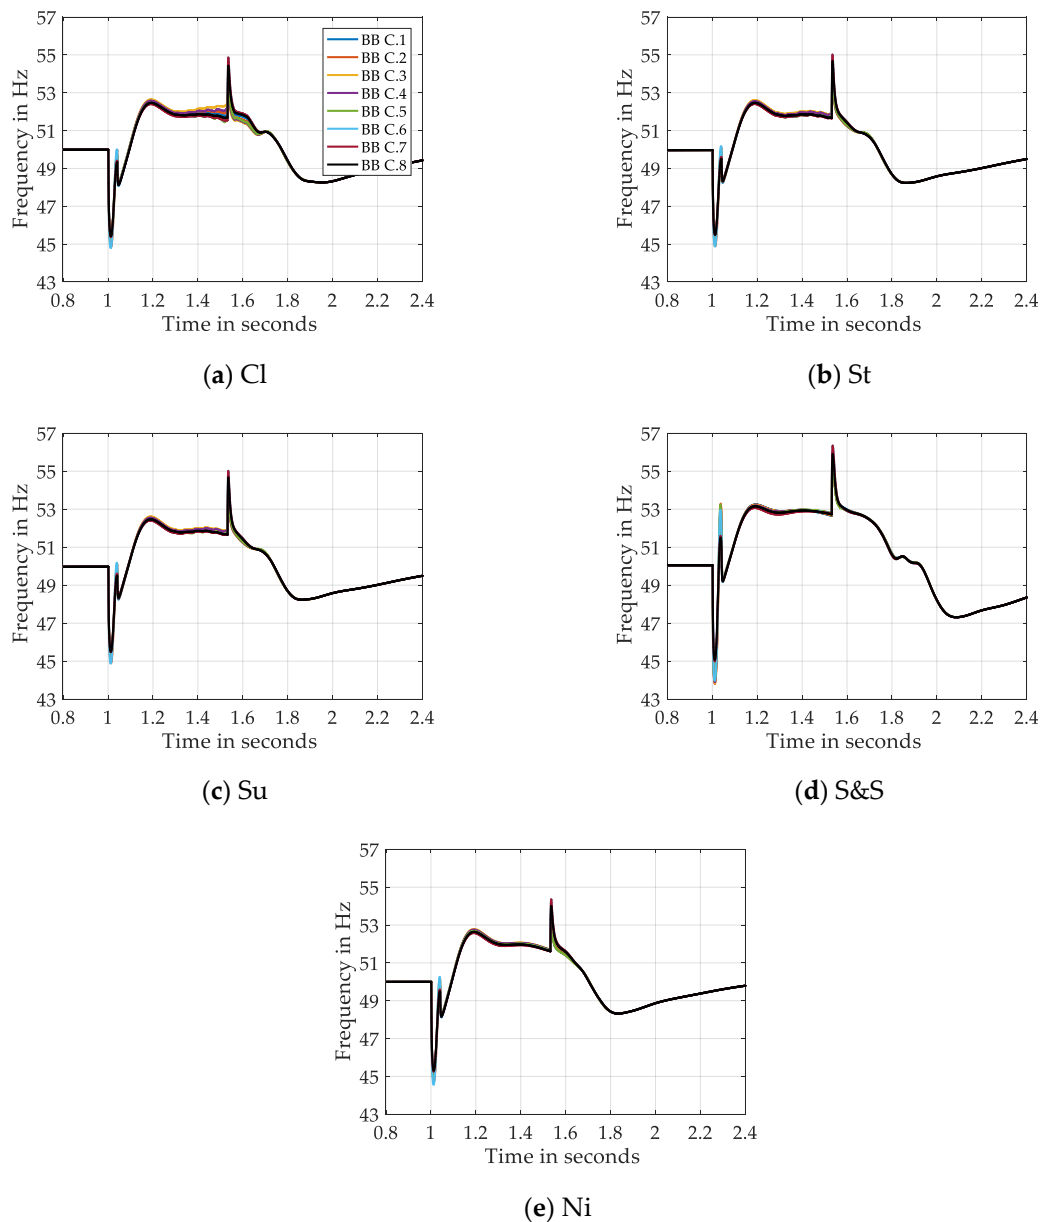 57
55
53
51
49
47
45
43
Frequency in Hz
BB C.1
BB C.2
BB C.3
BB C.4
BB C.5
BB C.6
BB C.7
BB C.8
0.8 1 1.2 1.4 1.6 1.8 2 2.2 2.4
Time in seconds
(a) Cl
57
55
53
51
49
47
45
43
Frequency in Hz
0.8 1 1.2 1.4 1.6 1.8 2 2.2 2.4
Time in seconds
(b) St
57
55
53
51
49
47
45
43
Frequency in Hz
0.8 1 1.2 1.4 1.6 1.8 2 2.2 2.4
Time in seconds
(c) Su
57
55
53
51
49
47
45
43
Frequency in Hz
0.8 1 1.2 1.4 1.6 1.8 2 2.2 2.4
Time in seconds
(d) S&S
57
55
53
51
49
47
45
43
Frequency in Hz
0.8 1 1.2 1.4 1.6 1.8 2 2.2 2.4
Time in seconds
(e) Ni